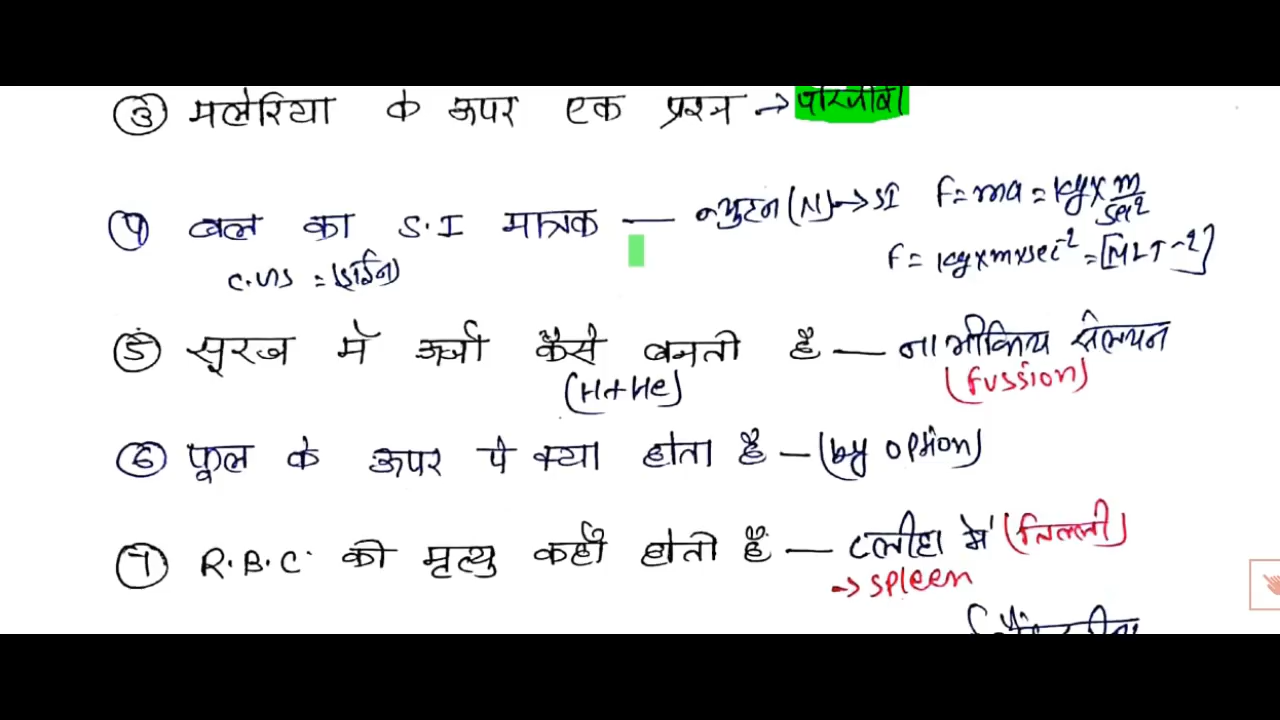 ③ मलेरिया के ऊपर एक प्रश्न → परिजीवी
④ बल का S.I मात्रक — न्युटन (N) → SI F = ma = kg × m/sec²
C.G.S = (डाईन) F = kg × m × sec⁻² = [MLT⁻²]
⑤ सूरज में ऊर्जा कैसे बनती है — नाभीकिय संलयन
(H+He) (fussion)
⑥ फूल के ऊपर पे क्या होता है — (by option)
⑦ R.B.C. की मृत्यु कहाँ होती है — प्लीहा में (तिल्ली)
→ spleen